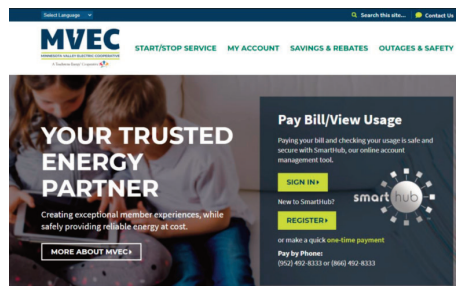 Select Language
Search this site...
Contact Us
MVEC
MINNESOTA VALLEY ELECTRIC COOPERATIVE
A Touchstone Energy® Cooperative
START/STOP SERVICE
MY ACCOUNT
SAVINGS & REBATES
OUTAGES & SAFETY
YOUR TRUSTED
ENERGY
PARTNER
Creating exceptional member experiences, while
safely providing reliable energy at cost.
MORE ABOUT MVEC
Pay Bill/View Usage
Paying your bill and checking your usage is safe and
secure with SmartHub, our online account
management tool.
SIGN IN
New to SmartHub?
REGISTER
smart hub
or make a quick one-time payment
Pay by Phone:
(952) 492-8333 or (866) 492-8333